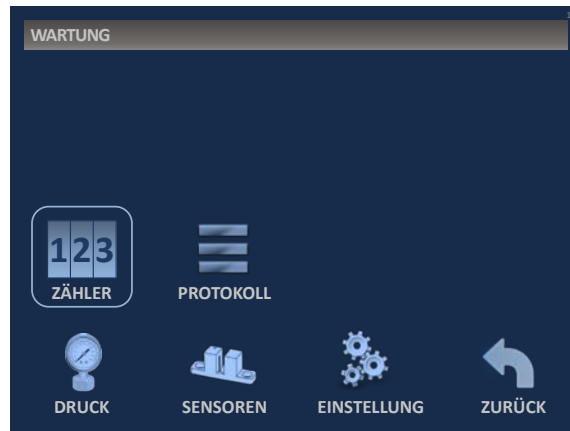 WARTUNG
123
ZÄHLER PROTOKOLL
DRUCK SENSOREN EINSTELLUNG ZURÜCK